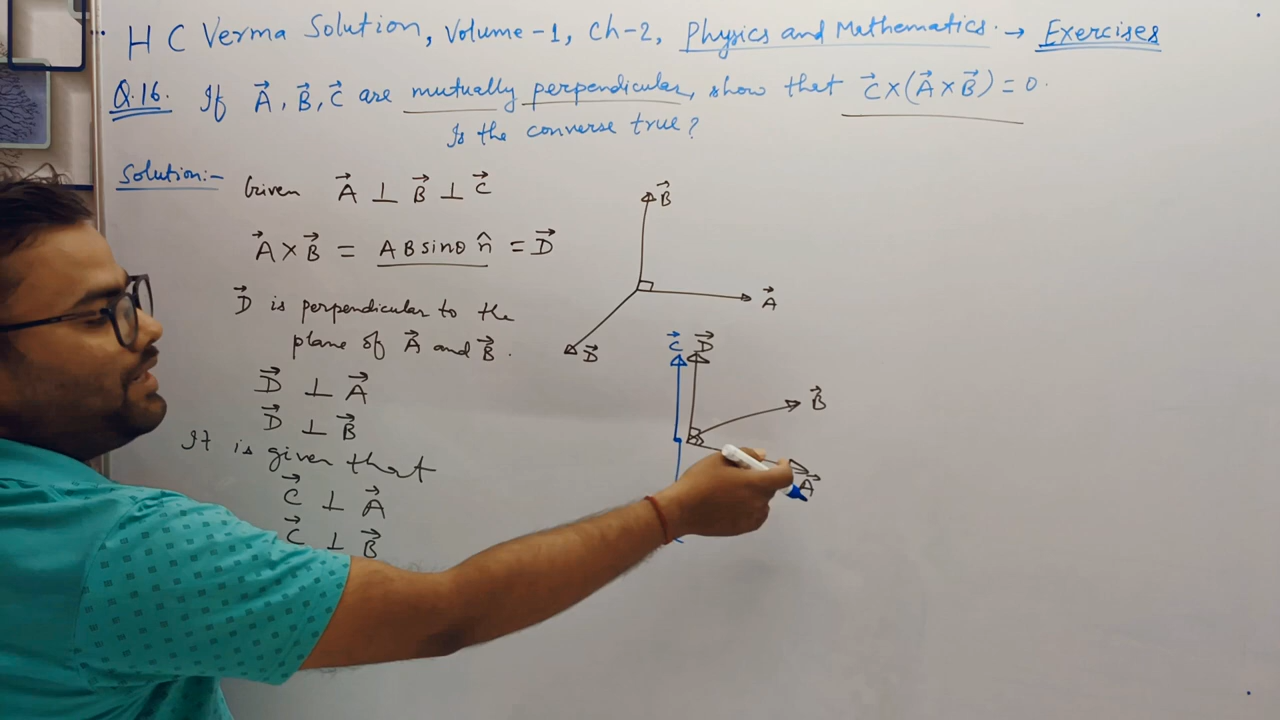 H C Verma Solution, Volume-1, Ch-2, Physics and Mathematics. → Exercises
Q.16. If A⃗, B⃗, C⃗ are mutually perpendicular, show that C⃗×(A⃗×B⃗)=0.
Is the converse true?
Solution:- Given A⃗ ⊥ B⃗ ⊥ C⃗
A⃗×B⃗ = ABsinθ n̂ = D⃗
D⃗ is perpendicular to the
plane of A⃗ and B⃗.
D⃗ ⊥ A⃗
D⃗ ⊥ B⃗
It is given that
C⃗ ⊥ A⃗
C⃗ ⊥ B⃗
B⃗
A⃗
D⃗
C⃗ D⃗
B⃗
A⃗